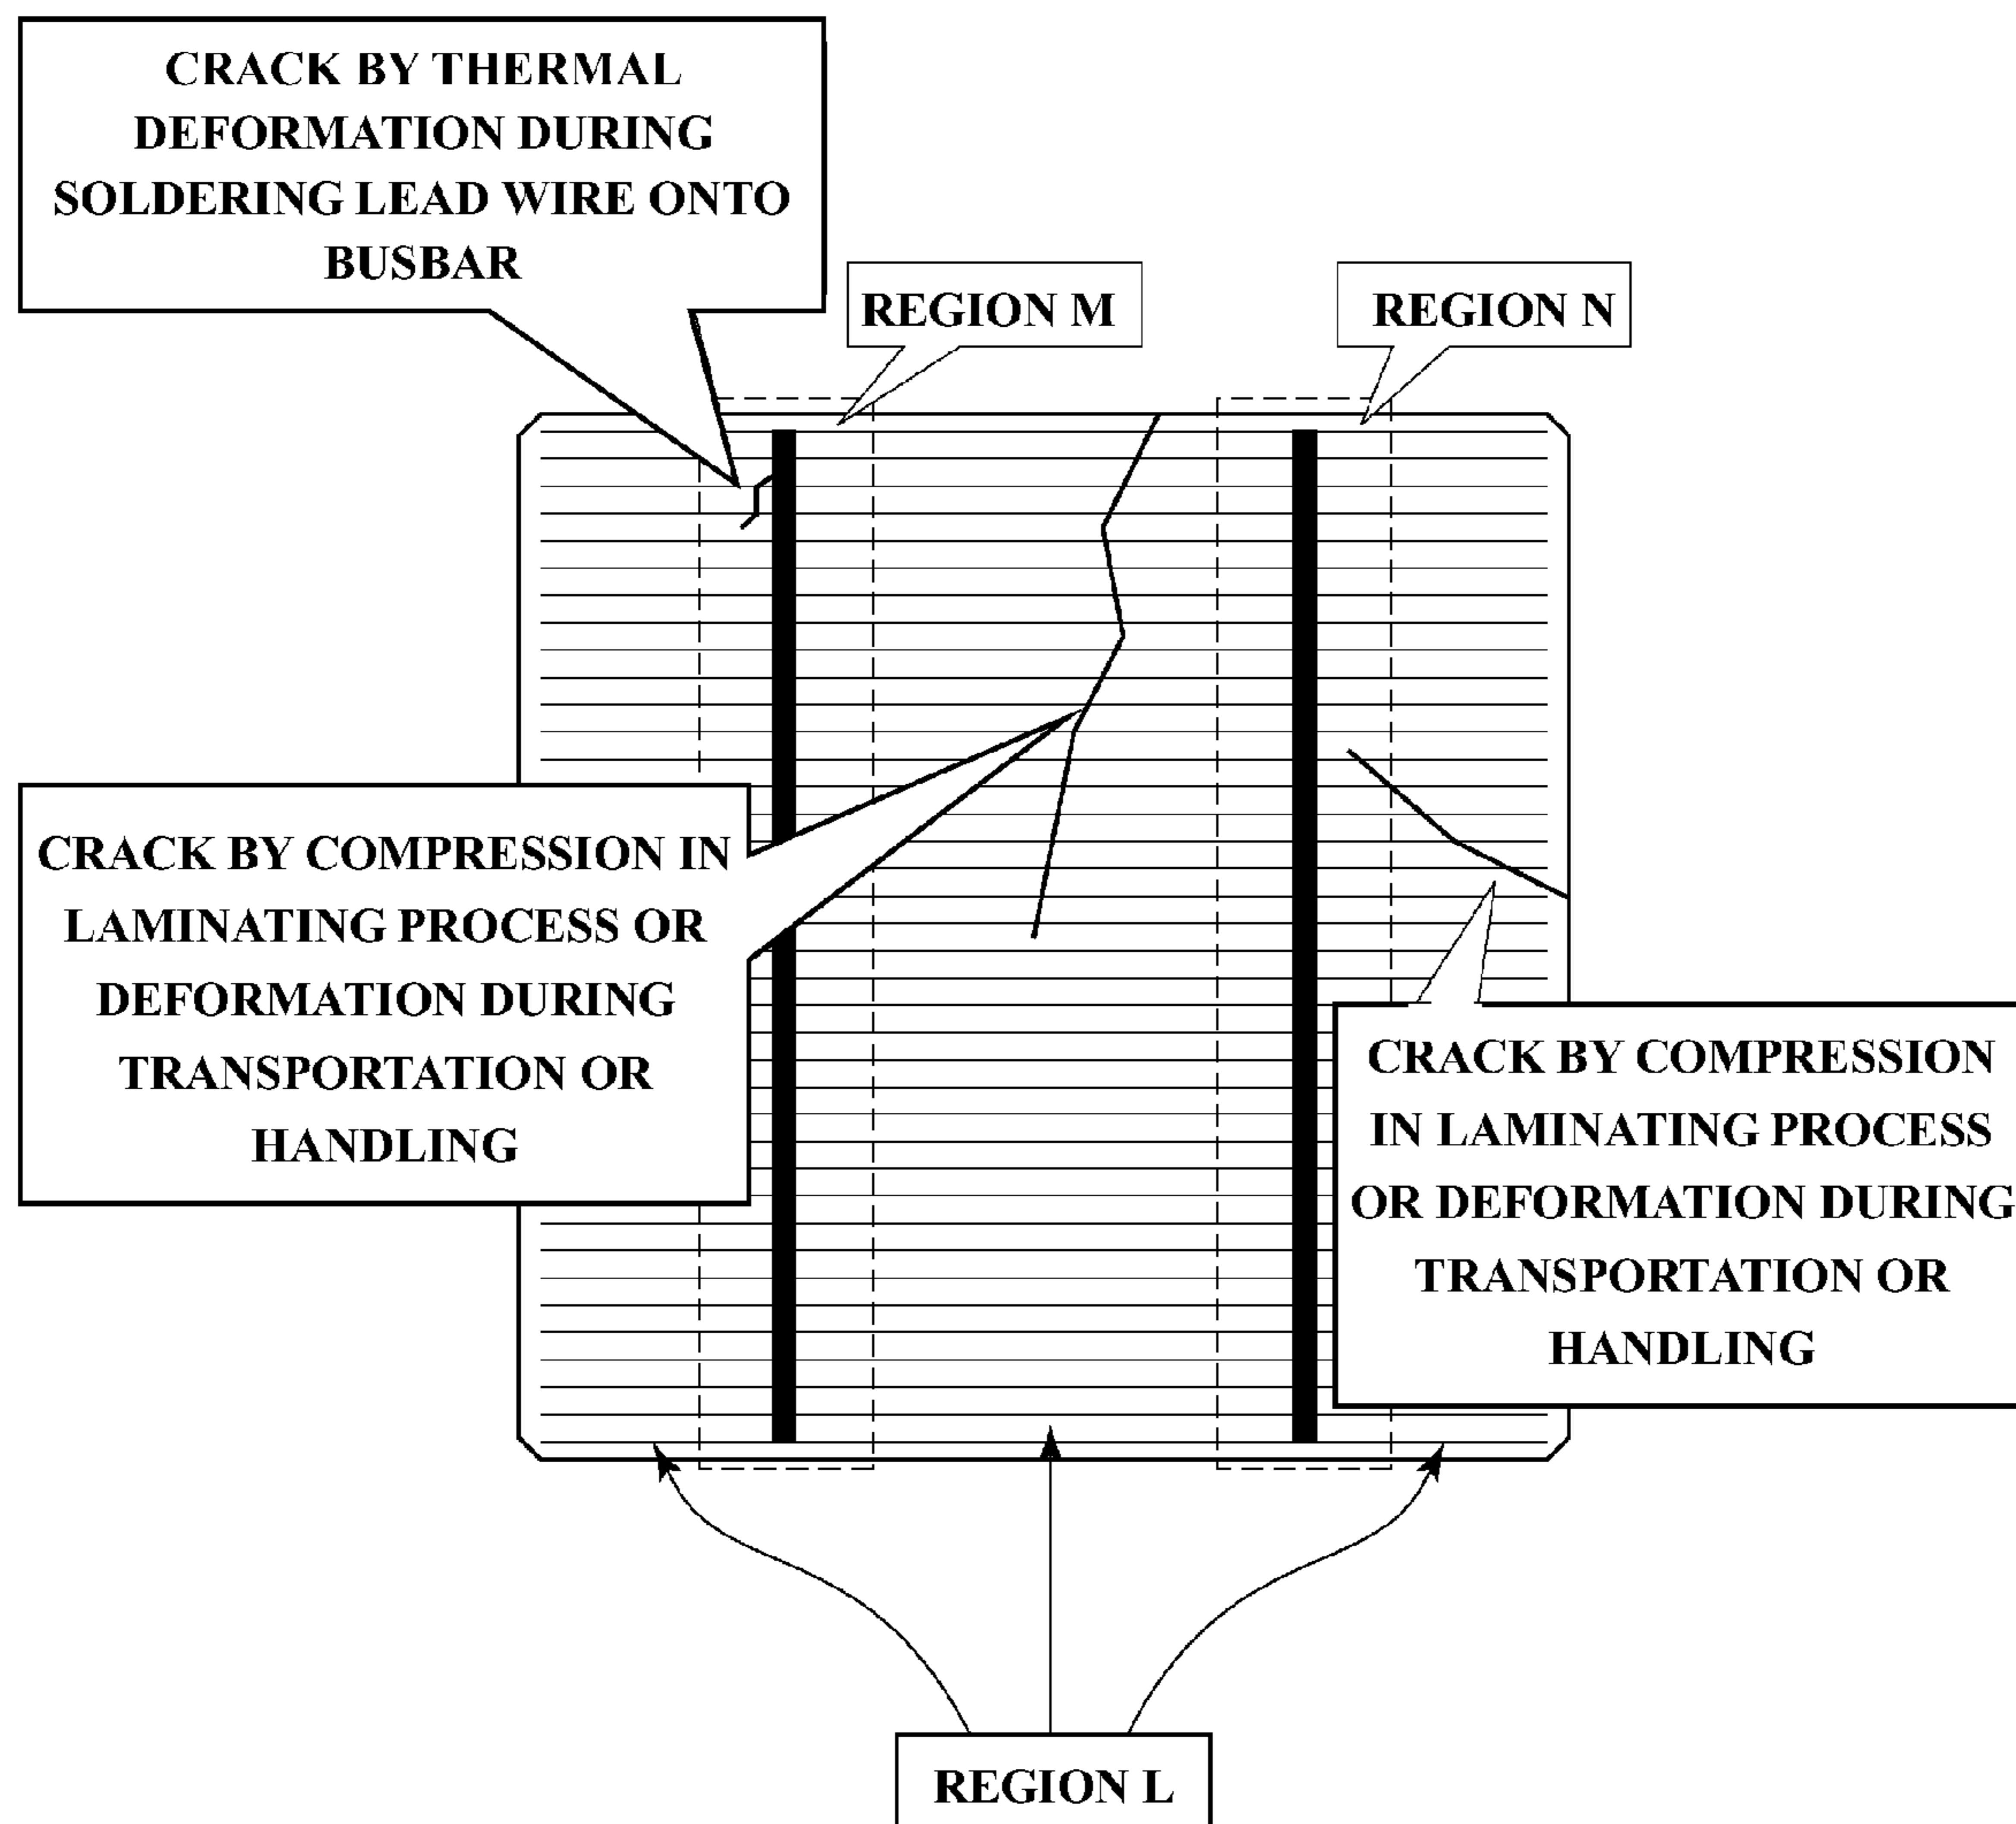 CRACK BY THERMAL
DEFORMATION DURING
SOLDERING LEAD WIRE ONTO
BUSBAR
REGION M
REGION N
CRACK BY COMPRESSION IN
LAMINATING PROCESS OR
DEFORMATION DURING
TRANSPORTATION OR
HANDLING
CRACK BY COMPRESSION
IN LAMINATING PROCESS
OR DEFORMATION DURING
TRANSPORTATION OR
HANDLING
REGION L